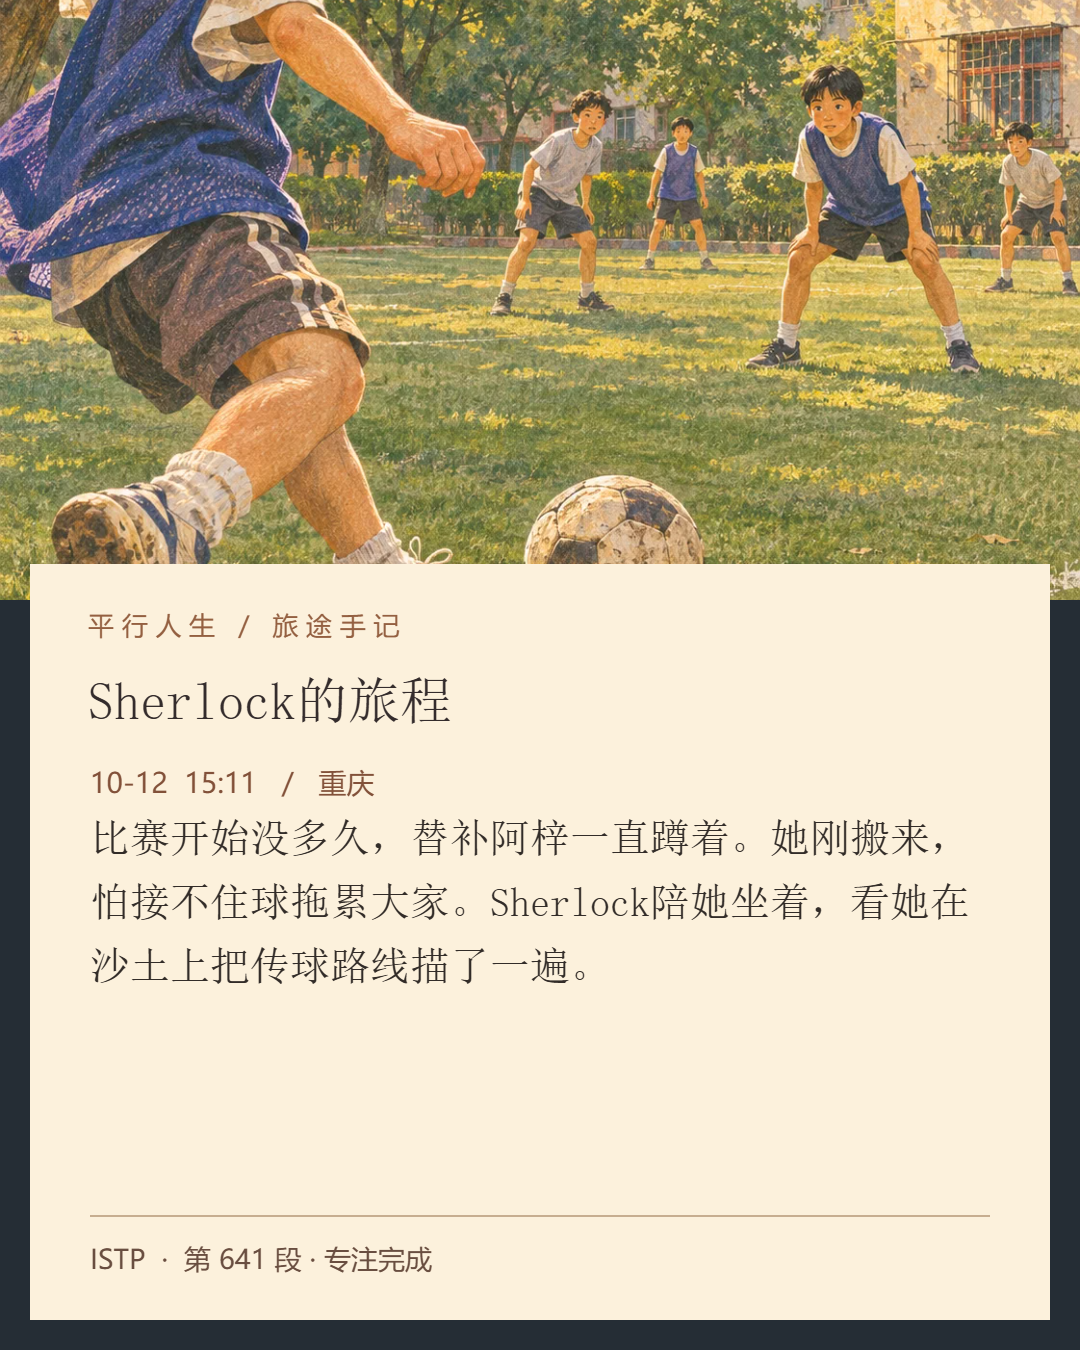 平行人生 / 旅途手记
Sherlock的旅程
10-12 15:11 / 重庆
比赛开始没多久，替补阿梓一直蹲着。她刚搬来，
怕接不住球拖累大家。Sherlock陪她坐着，看她在
沙土上把传球路线描了一遍。
ISTP · 第 641 段 · 专注完成